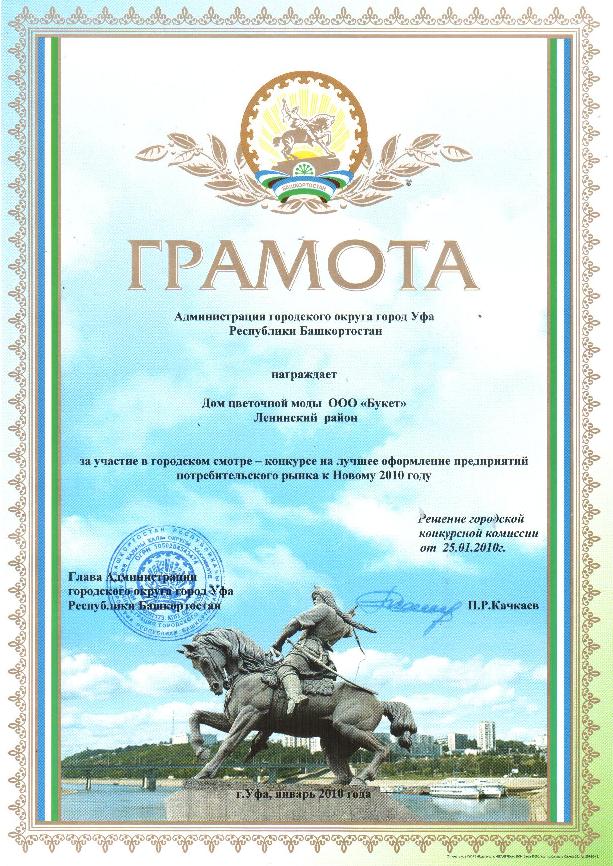 БАШКОРТОСТАН
ГРАМОТА
Администрация городского округа город Уфа
Республики Башкортостан
награждает
Дом цветочной моды ООО «Букет»
Ленинский район
за участие в городском смотре – конкурсе на лучшее оформление предприятий
потребительского рынка к Новому 2010 году
Решение городской
конкурсной комиссии
от 25.01.2010г.
Глава Администрации
городского округа город Уфа
Республики Башкортостан
П.Р.Качкаев
г.Уфа, январь 2010 года